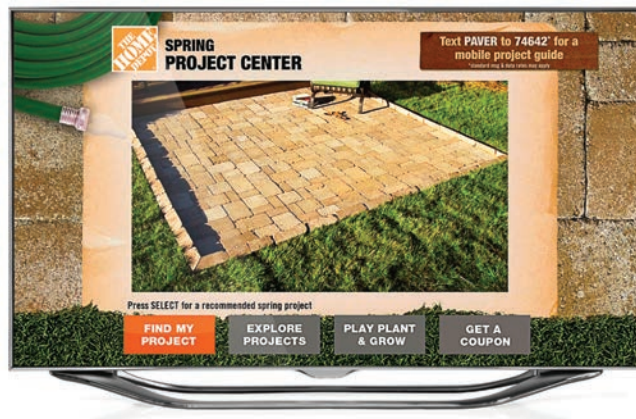 THE
HOME
DEPOT
SPRING
PROJECT CENTER
Text PAVER to 74642* for a
mobile project guide
*standard msg & data rates may apply
Press SELECT for a recommended spring project
FIND MY
PROJECT
EXPLORE
PROJECTS
PLAY PLANT
& GROW
GET A
COUPON